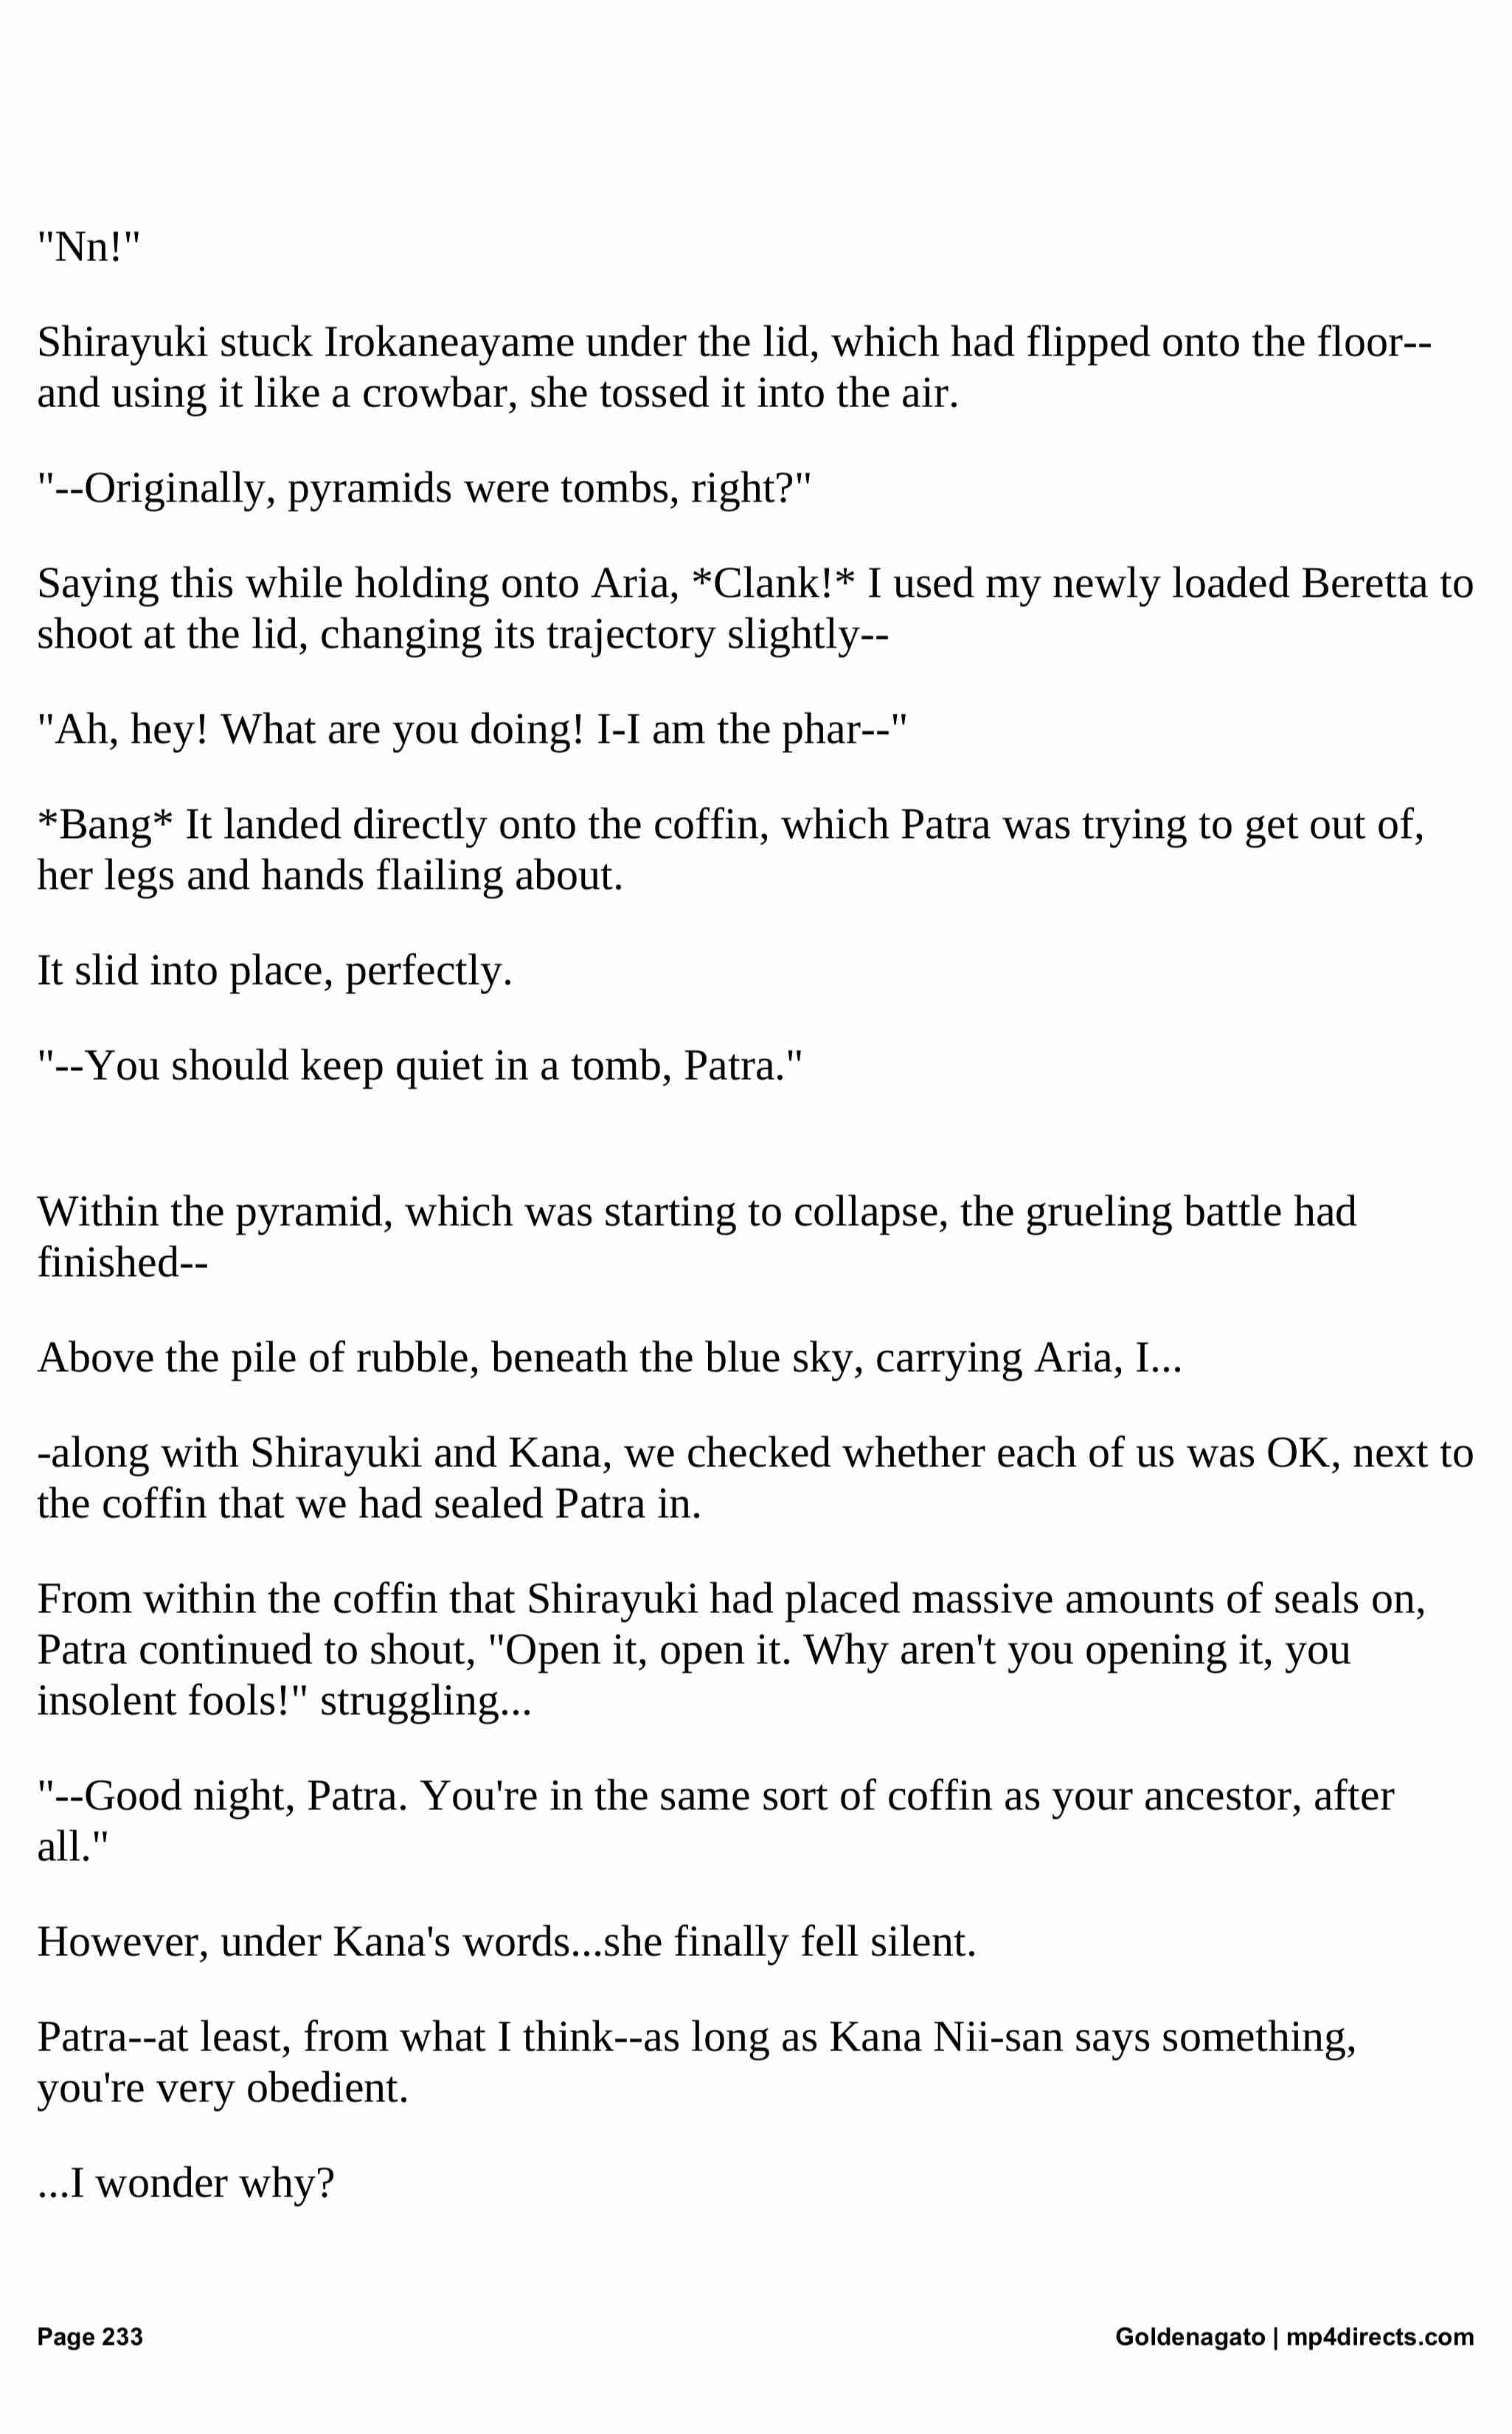 "Nn!"
Shirayuki stuck Irokaneayame under the lid, which had flipped onto the floor--
and using it like a crowbar, she tossed it into the air.
"--Originally, pyramids were tombs, right?"
Saying this while holding onto Aria, *Clank!* I used my newly loaded Beretta to
shoot at the lid, changing its trajectory slightly--
"Ah, hey! What are you doing! I-I am the phar--"
*Bang* It landed directly onto the coffin, which Patra was trying to get out of,
her legs and hands flailing about.
It slid into place, perfectly.
"--You should keep quiet in a tomb, Patra."
Within the pyramid, which was starting to collapse, the grueling battle had
finished--
Above the pile of rubble, beneath the blue sky, carrying Aria, I...
-along with Shirayuki and Kana, we checked whether each of us was OK, next to
the coffin that we had sealed Patra in.
From within the coffin that Shirayuki had placed massive amounts of seals on,
Patra continued to shout, "Open it, open it. Why aren't you opening it, you
insolent fools!" struggling...
"--Good night, Patra. You're in the same sort of coffin as your ancestor, after
all."
However, under Kana's words...she finally fell silent.
Patra--at least, from what I think--as long as Kana Nii-san says something,
you're very obedient.
...I wonder why?
Page 233
Goldenagato | mp4directs.com